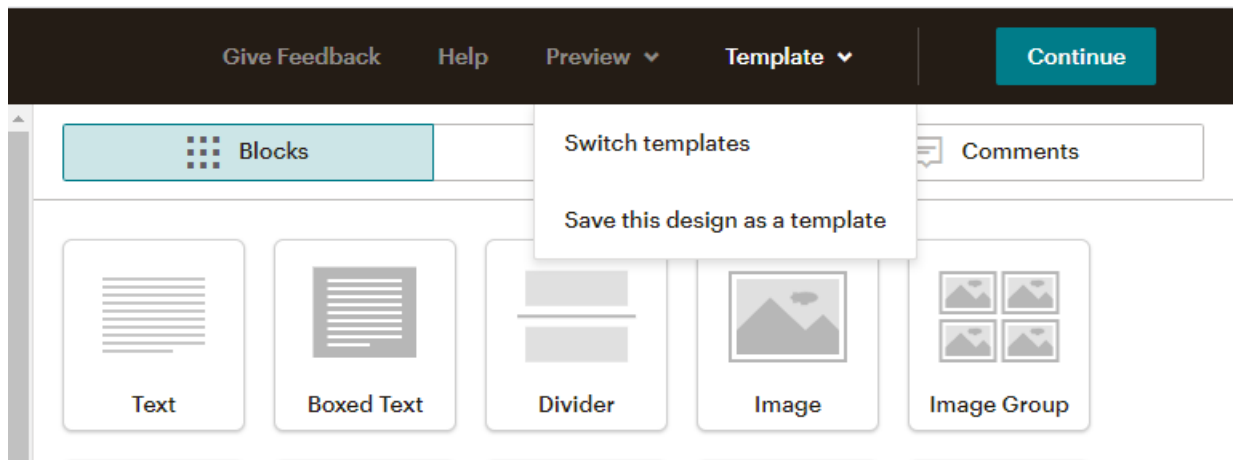 Give Feedback Help Preview Template Continue
Blocks Comments
Switch templates
Save this design as a template
Text Boxed Text Divider Image Image Group